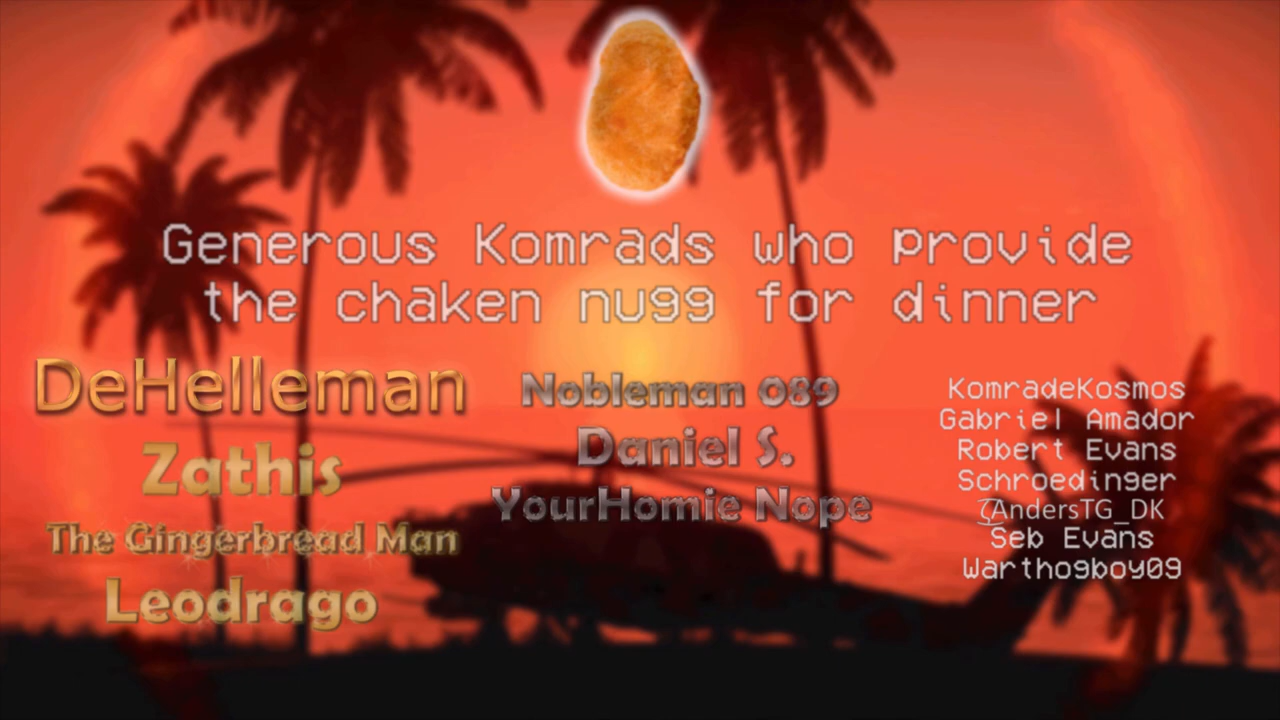 Generous Komrads who provide
the chaken nugg for dinner
DeHelleman
Zathis
The Gingerbread Man
Leodrago
Nobleman 089
Daniel S.
YourHomie Nope
KomradeKosmos
Gabriel Amador
Robert Evans
Schroedinger
AndersTG_DK
Seb Evans
Warthogboy09